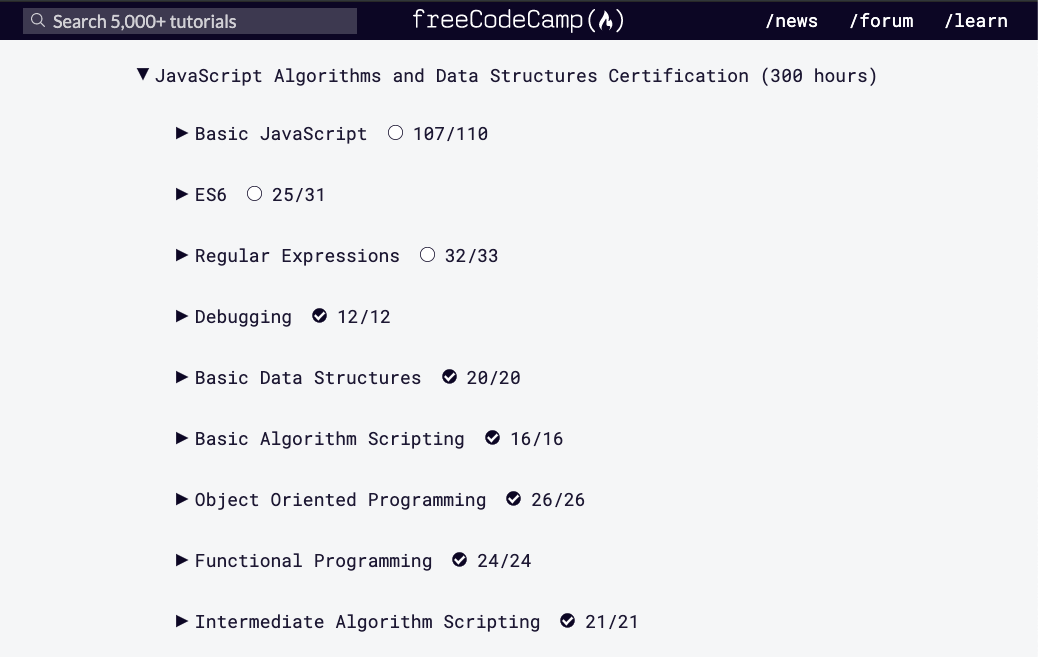 Search 5,000+ tutorials
freeCodeCamp
/news
/forum
/learn
JavaScript Algorithms and Data Structures Certification (300 hours)
Basic JavaScript 107/110
ES6 25/31
Regular Expressions 32/33
Debugging 12/12
Basic Data Structures 20/20
Basic Algorithm Scripting 16/16
Object Oriented Programming 26/26
Functional Programming 24/24
Intermediate Algorithm Scripting 21/21